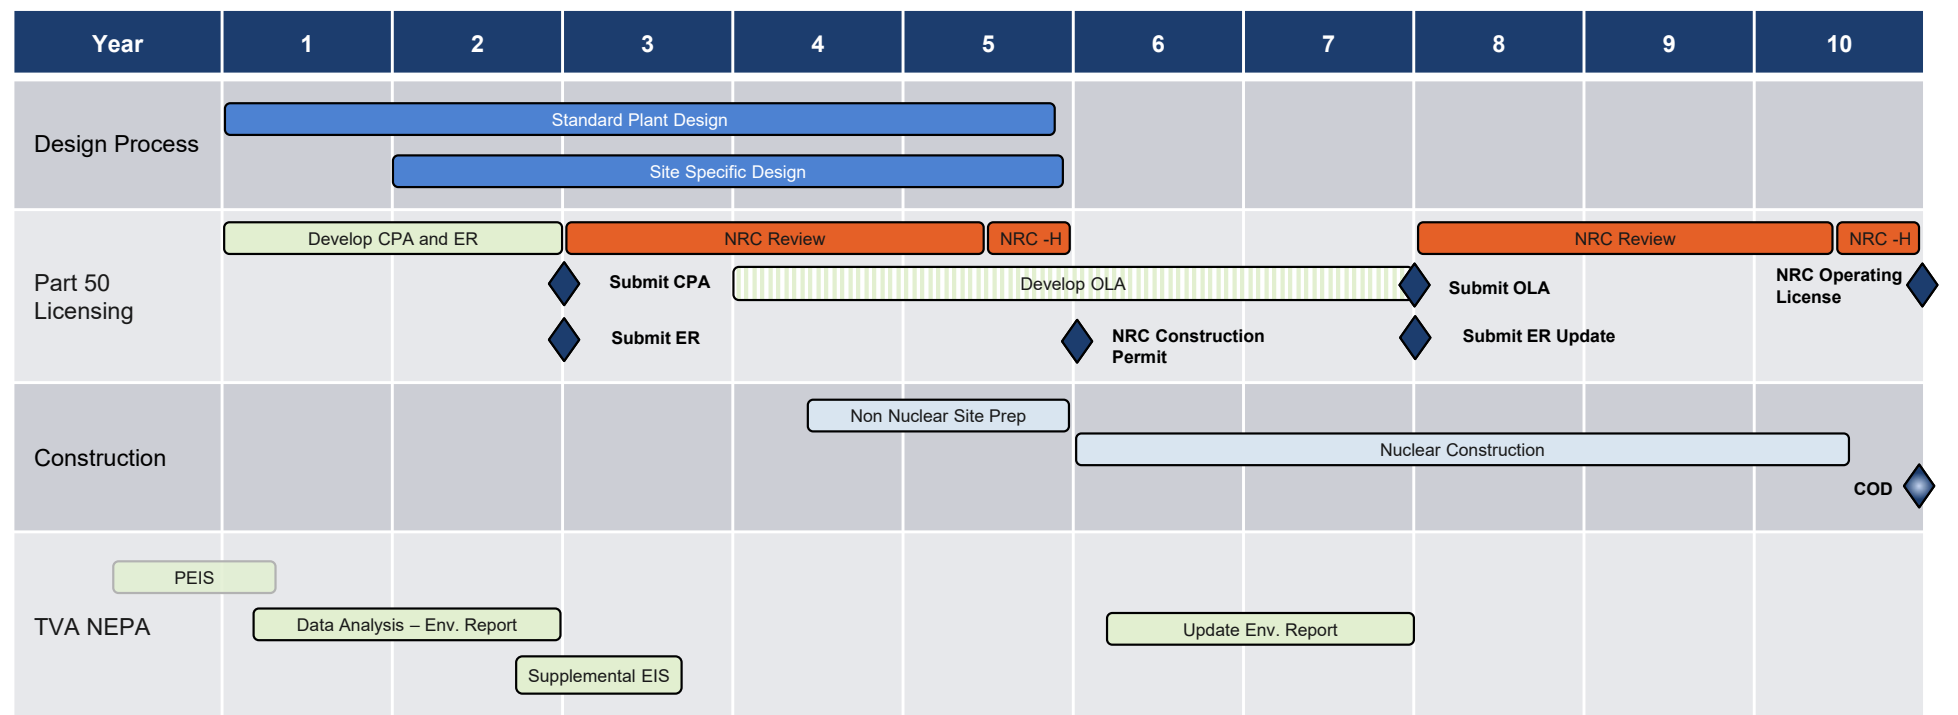 Year 1 2 3 4 5 6 7 8 9 10
Design Process
Standard Plant Design
Site Specific Design
Part 50
Licensing
Develop CPA and ER
NRC Review
NRC -H
NRC Review
NRC -H
Submit CPA
Develop OLA
Submit OLA
NRC Operating
License
Submit ER
NRC Construction
Permit
Submit ER Update
Construction
Non Nuclear Site Prep
Nuclear Construction
COD
TVA NEPA
PEIS
Data Analysis – Env. Report
Update Env. Report
Supplemental EIS